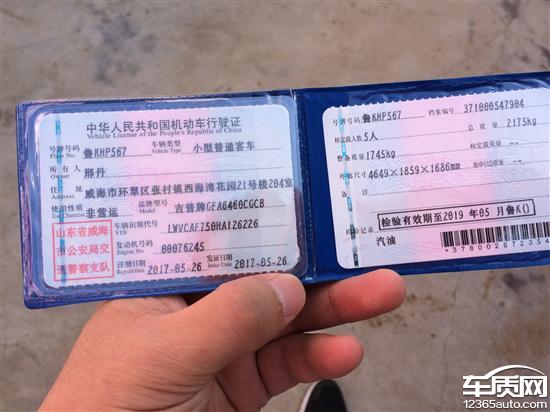 中华人民共和国机动车行驶证
Vehicle License of the People's Republic of China
号牌号码 鲁KHP567 车辆类型 小型普通客车
Plate No. Vehicle Type
所有人 邢丹
Owner
住址 威海市环翠区张村镇西海湾花园21号楼204室
Address
使用性质 非营运 品牌型号 吉普牌GFA6460CGCB
Use Character Model
山东省威海
市公安局交
通警察支队
车辆识别代号 LWVCAF750HA126226
VIN
发动机号码 00076245
Engine No.
注册日期 2017-05-26 发证日期 2017-05-26
Register Date Issue Date
号牌号码 鲁KHP567 档案编号 371000547904
核定载人数 5人 总质量 2175kg
整备质量 1745kg 核定载质量 --
外廓尺寸 4649×1859×1686mm --
检验记录 检验有效期至2019年05月鲁K()
汽油
车质网
12365auto.com